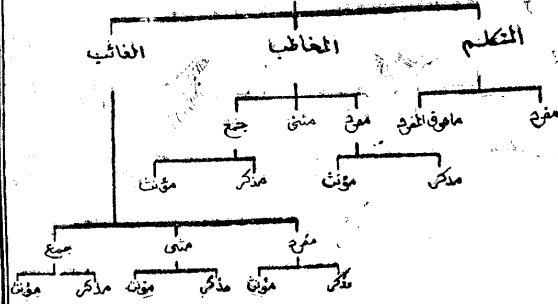 المتكلم المخاطب الغائب
مفرد مافوق المفرد مفرد مثنى جمع
مذكر مؤنث مذكر مؤنث
مفرد مثنى جمع
مذكر مؤنث مذكر مؤنث مذكر مؤنث